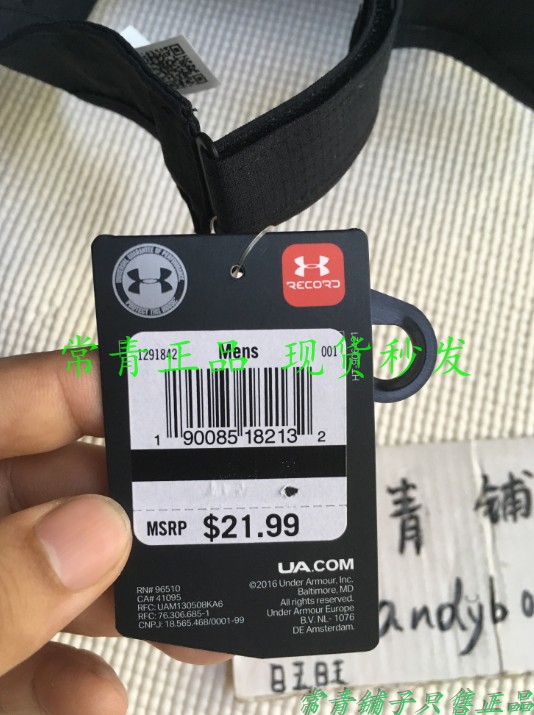 RECORD
1291842 Mens 001
常青正品 现货秒发
1 90085 18213 2
MSRP $21.99
UA.COM
©2016 Under Armour, Inc.
Baltimore, MD
All rights reserved.
Under Armour Europe
B.V. NL- 1076
DE Amsterdam.
RN# 96510
CA# 41095
RFC: UAM130508KA6
RFC: 76.306.685-1
CNPJ: 18.565.468/0001-99
青 铺
andybo
常青铺子只售正品